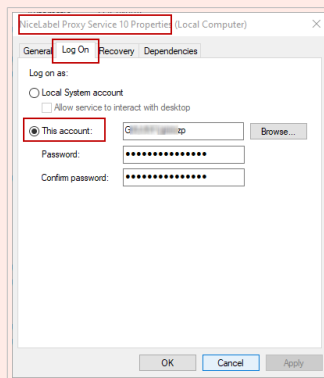 NiceLabel Proxy Service 10 Properties (Local Computer)
General Log On Recovery Dependencies
Log on as:
Local System account
Allow service to interact with desktop
This account: Browse...
Password: •••••••••••••••
Confirm password: •••••••••••••••
OK Cancel Apply